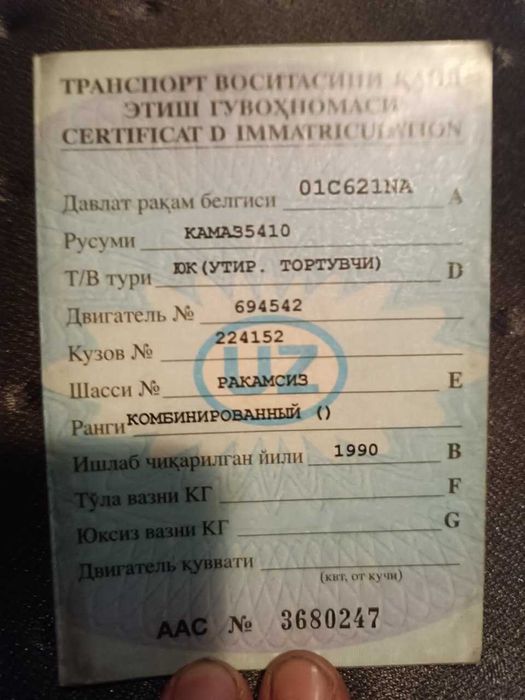 ТРАНСПОРТ ВОСИТАСИНИ ҚАЙД
ЭТИШ ГУВОҲНОМАСИ
CERTIFICAT D IMMATRICULATION
Давлат рақам белгиси 01C621NA A
Русуми КАМАЗ5410
Т/В тури ЮК(УТИР. ТОРТУВЧИ) D
Двигатель № 694542
Кузов № 224152
UZ
Шасси № РАКАМСИЗ E
Ранги КОМБИНИРОВАННЫЙ ()
Ишлаб чиқарилган йили 1990 B
Тўла вазни КГ F
Юксиз вазни КГ G
Двигатель қуввати
(квт, от кучи)
ААС № 3680247